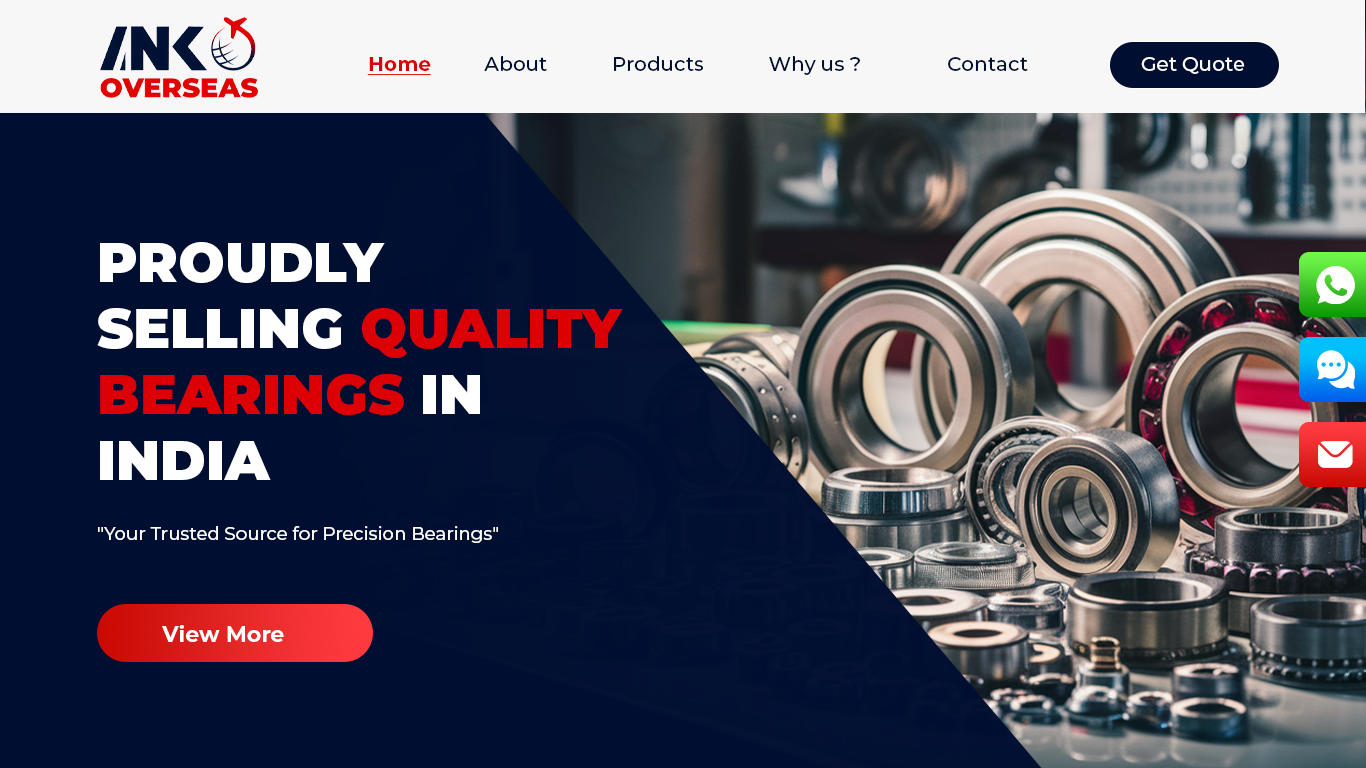 ANKO
OVERSEAS
Home
About
Products
Why us ?
Contact
Get Quote
PROUDLY
SELLING QUALITY
BEARINGS IN
INDIA
"Your Trusted Source for Precision Bearings"
View More